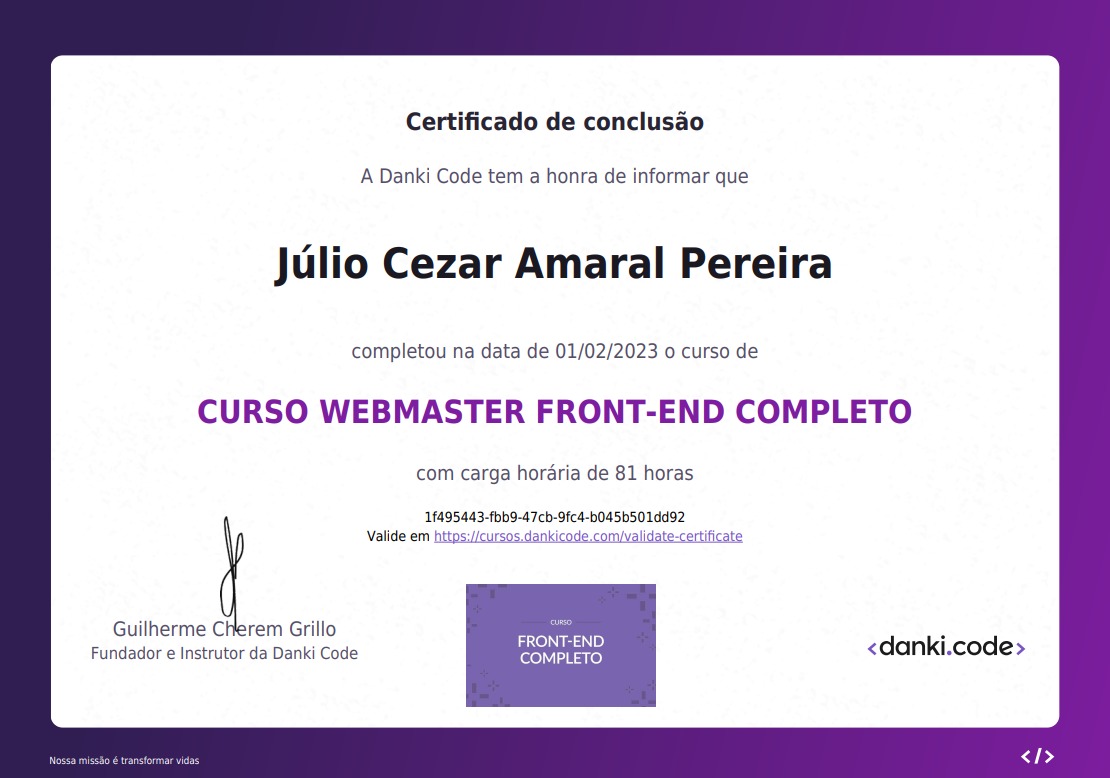 Certificado de conclusão
A Danki Code tem a honra de informar que
Júlio Cezar Amaral Pereira
completou na data de 01/02/2023 o curso de
CURSO WEBMASTER FRONT-END COMPLETO
com carga horária de 81 horas
1f495443-fbb9-47cb-9fc4-b045b501dd92
Valide em https://cursos.dankicode.com/validate-certificate
Guilherme Cherem Grillo
Fundador e Instrutor da Danki Code
CURSO
FRONT-END
COMPLETO
<danki.code>
Nossa missão é transformar vidas
</>